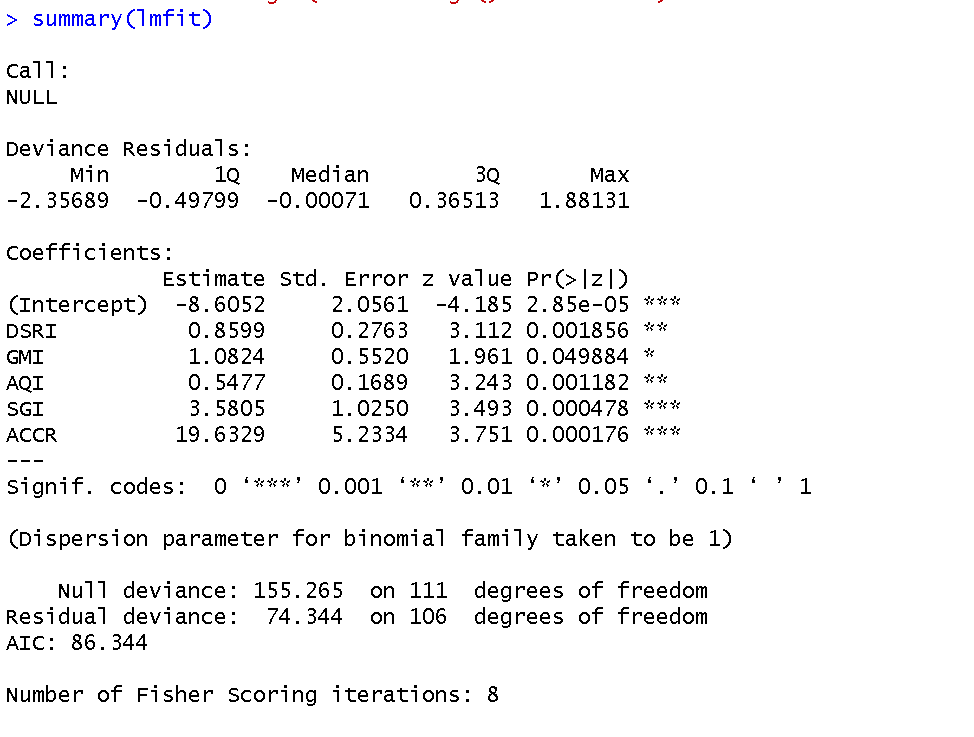 > summary(lmfit)
Call:
NULL
Deviance Residuals:
     Min        1Q    Median        3Q       Max
-2.35689  -0.49799  -0.00071   0.36513   1.88131
Coefficients:
            Estimate Std. Error z value Pr(>|z|)
(Intercept)  -8.6052     2.0561  -4.185 2.85e-05 ***
DSRI          0.8599     0.2763   3.112 0.001856 **
GMI           1.0824     0.5520   1.961 0.049884 *
AQI           0.5477     0.1689   3.243 0.001182 **
SGI           3.5805     1.0250   3.493 0.000478 ***
ACCR         19.6329     5.2334   3.751 0.000176 ***
---
Signif. codes:  0 ‘***’ 0.001 ‘**’ 0.01 ‘*’ 0.05 ‘.’ 0.1 ‘ ’ 1
(Dispersion parameter for binomial family taken to be 1)
    Null deviance: 155.265  on 111  degrees of freedom
Residual deviance:  74.344  on 106  degrees of freedom
AIC: 86.344
Number of Fisher Scoring iterations: 8